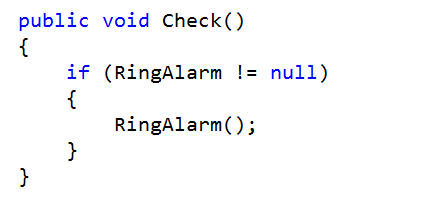 public void Check()
{
    if (RingAlarm != null)
    {
        RingAlarm();
    }
}